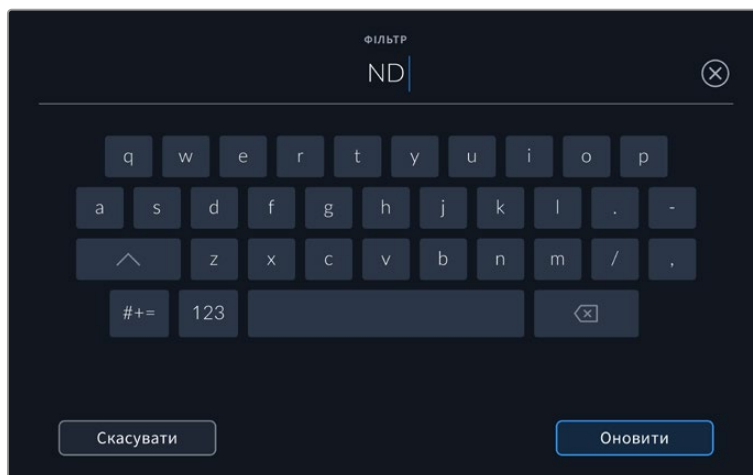 ФІЛЬТР
ND
q w e r t y u i o p
a s d f g h j k l . -
z x c v b n m / ,
#+= 123
Скасувати Оновити